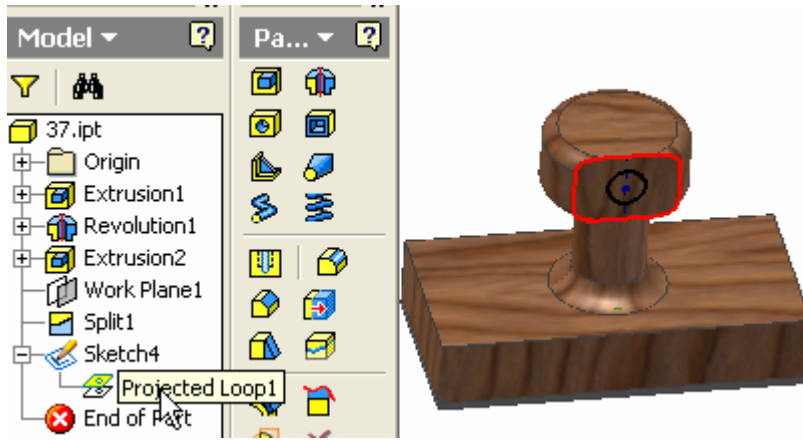 Model
Pa...
37.ipt
Origin
Extrusion1
Revolution1
Extrusion2
Work Plane1
Split1
Sketch4
Projected Loop1
End of Part